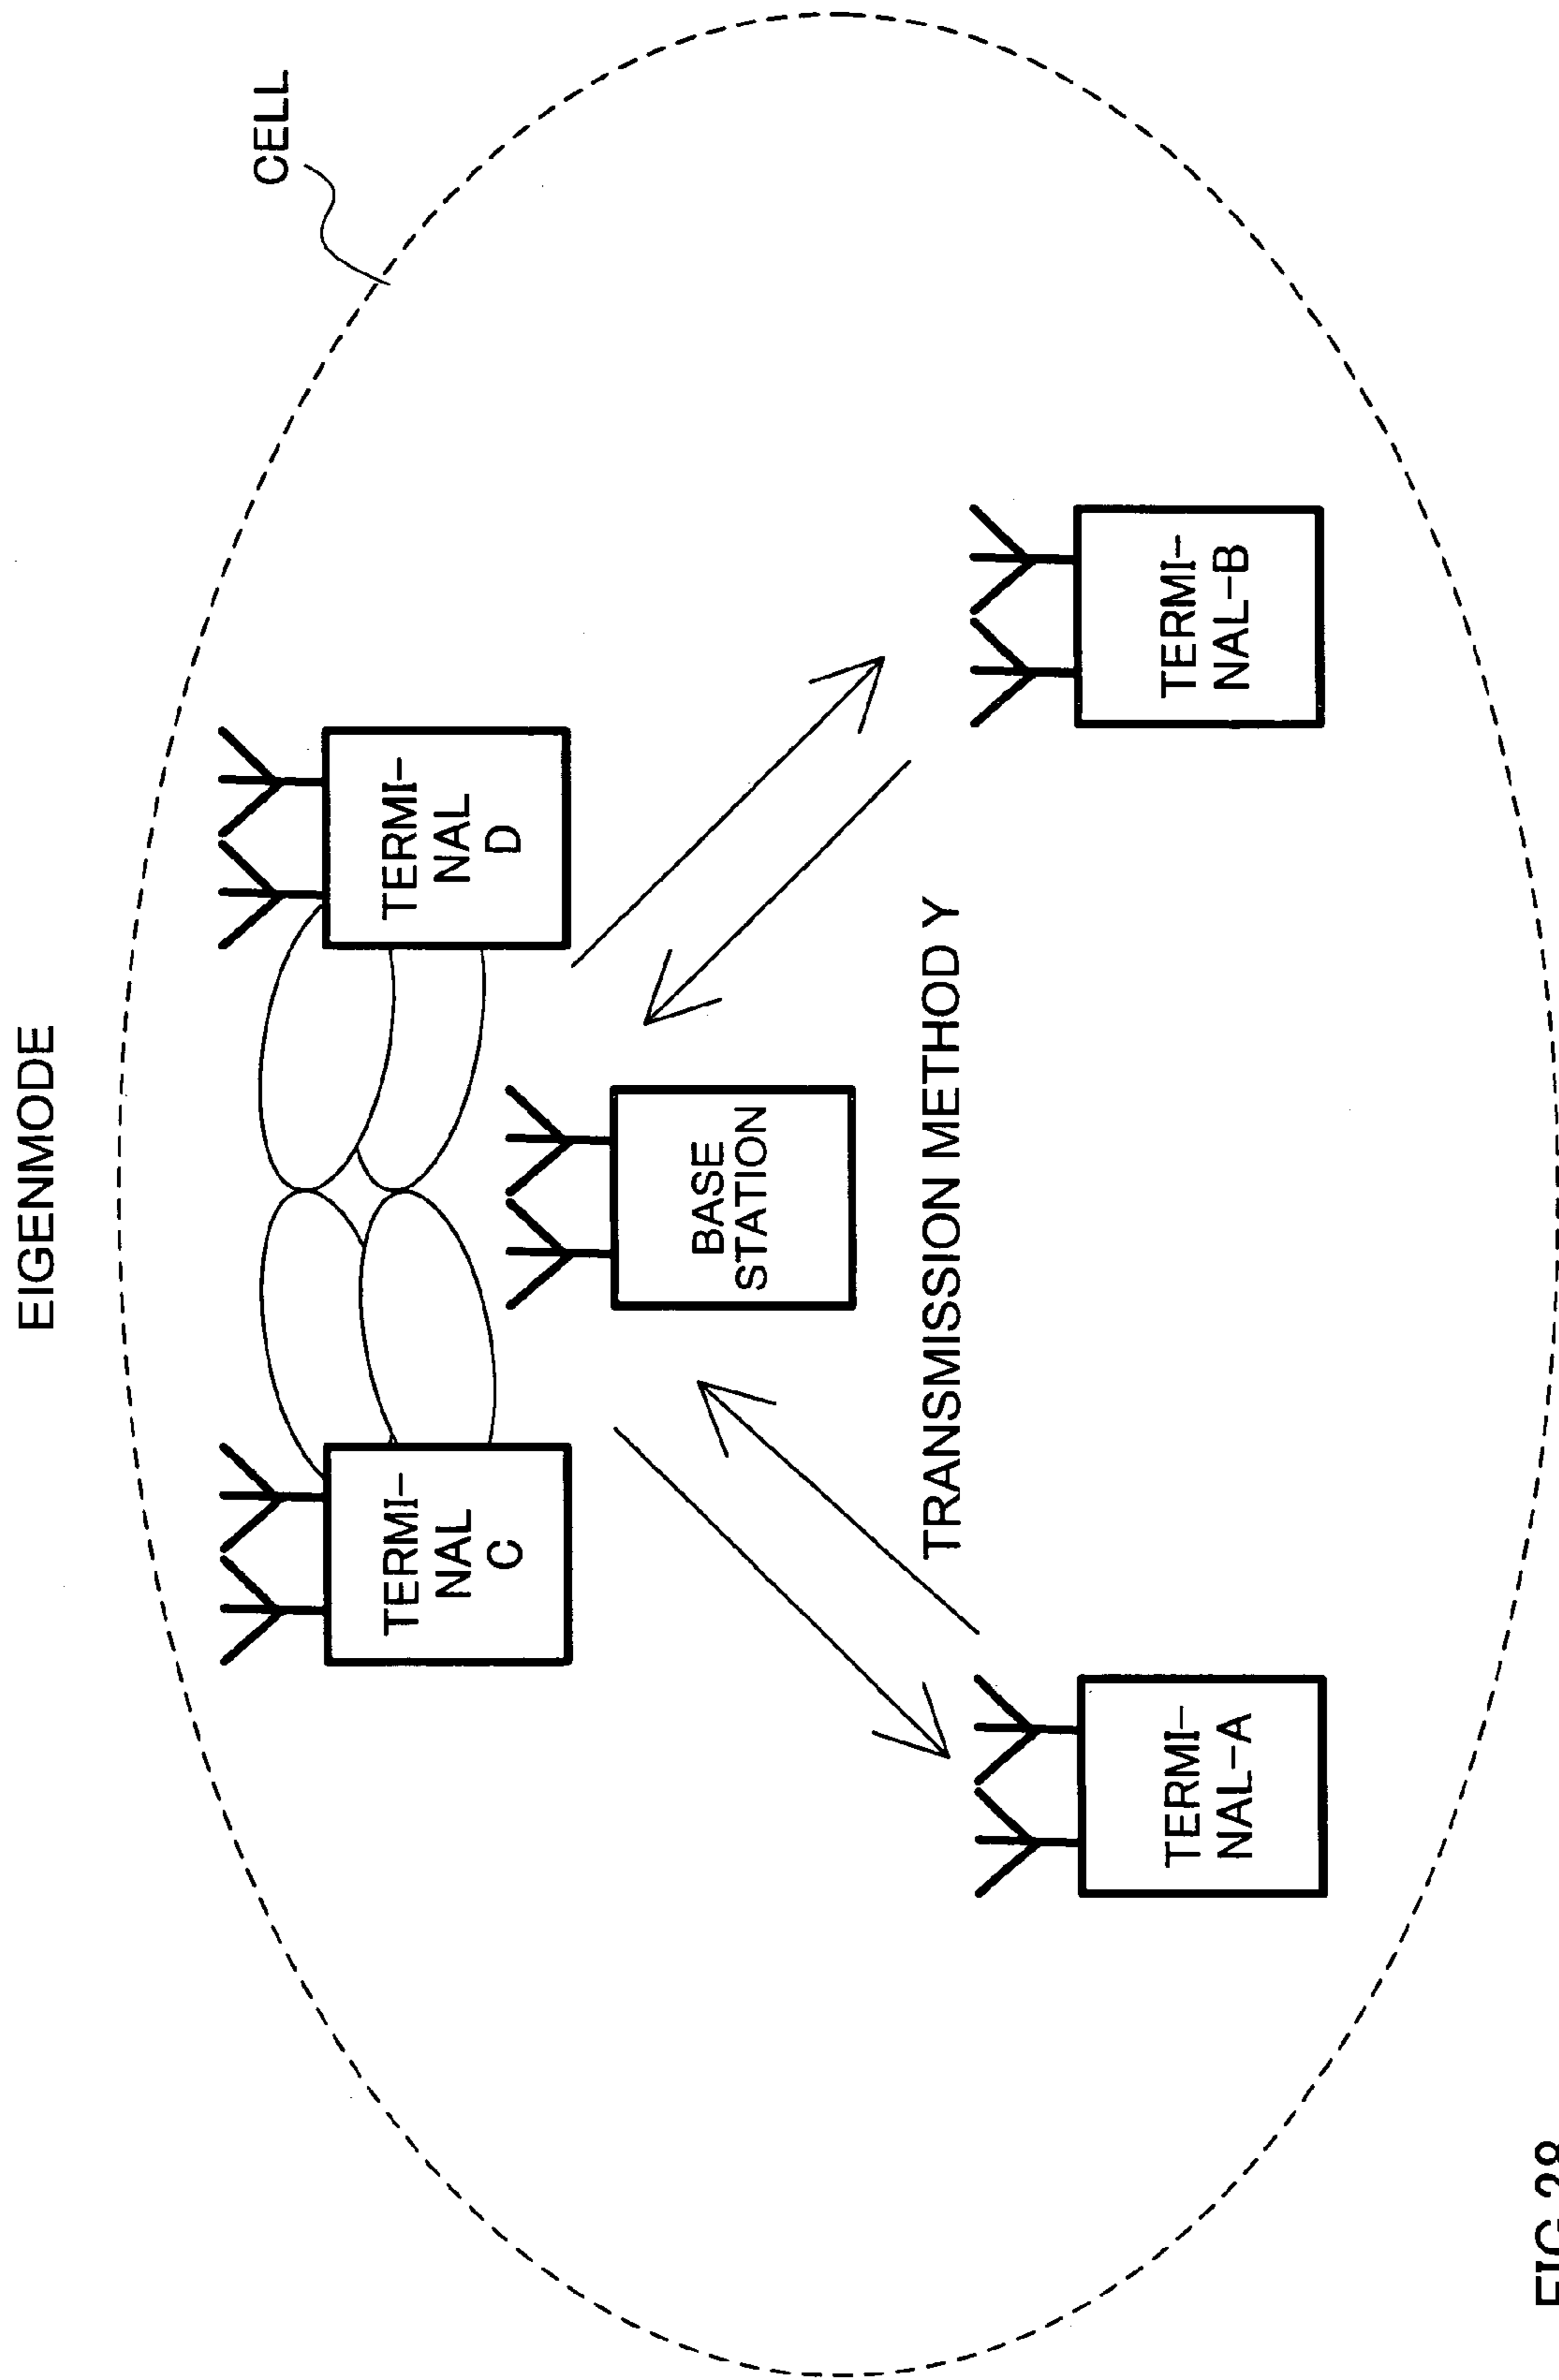 EIGENMODE
CELL
TERMI–
NAL
C
TERMI–
NAL
D
BASE
STATION
TRANSMISSION METHOD Y
TERMI–
NAL–A
TERMI–
NAL–B
FIG.28